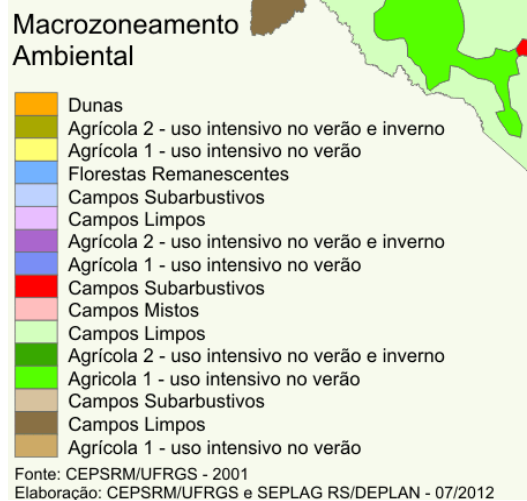 Macrozoneamento
Ambiental
Dunas
Agrícola 2 - uso intensivo no verão e inverno
Agrícola 1 - uso intensivo no verão
Florestas Remanescentes
Campos Subarbustivos
Campos Limpos
Agrícola 2 - uso intensivo no verão e inverno
Agrícola 1 - uso intensivo no verão
Campos Subarbustivos
Campos Mistos
Campos Limpos
Agrícola 2 - uso intensivo no verão e inverno
Agricola 1 - uso intensivo no verão
Campos Subarbustivos
Campos Limpos
Agrícola 1 - uso intensivo no verão
Fonte: CEPSRM/UFRGS - 2001
Elaboração: CEPSRM/UFRGS e SEPLAG RS/DEPLAN - 07/2012